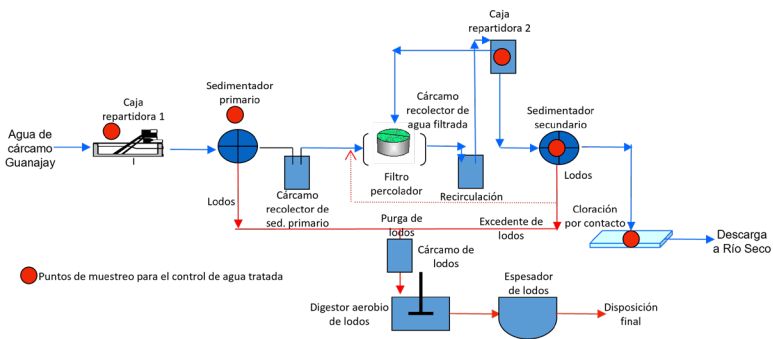 Caja
repartidora 2
Sedimentador
primario
Caja
repartidora 1
Cárcamo
recolector de
agua filtrada
Sedimentador
secundario
Agua de
cárcamo
Guanajay
Filtro
percolador
Lodos
Cárcamo
recolector de
sed. primario
Recirculación
Lodos
Purga de
lodos
Excedente de
lodos
Cloración
por contacto
Descarga
a Río Seco
Cárcamo de
lodos
Puntos de muestreo para el control de agua tratada
Espesador
de lodos
Digestor aerobio
de lodos
Disposición
final